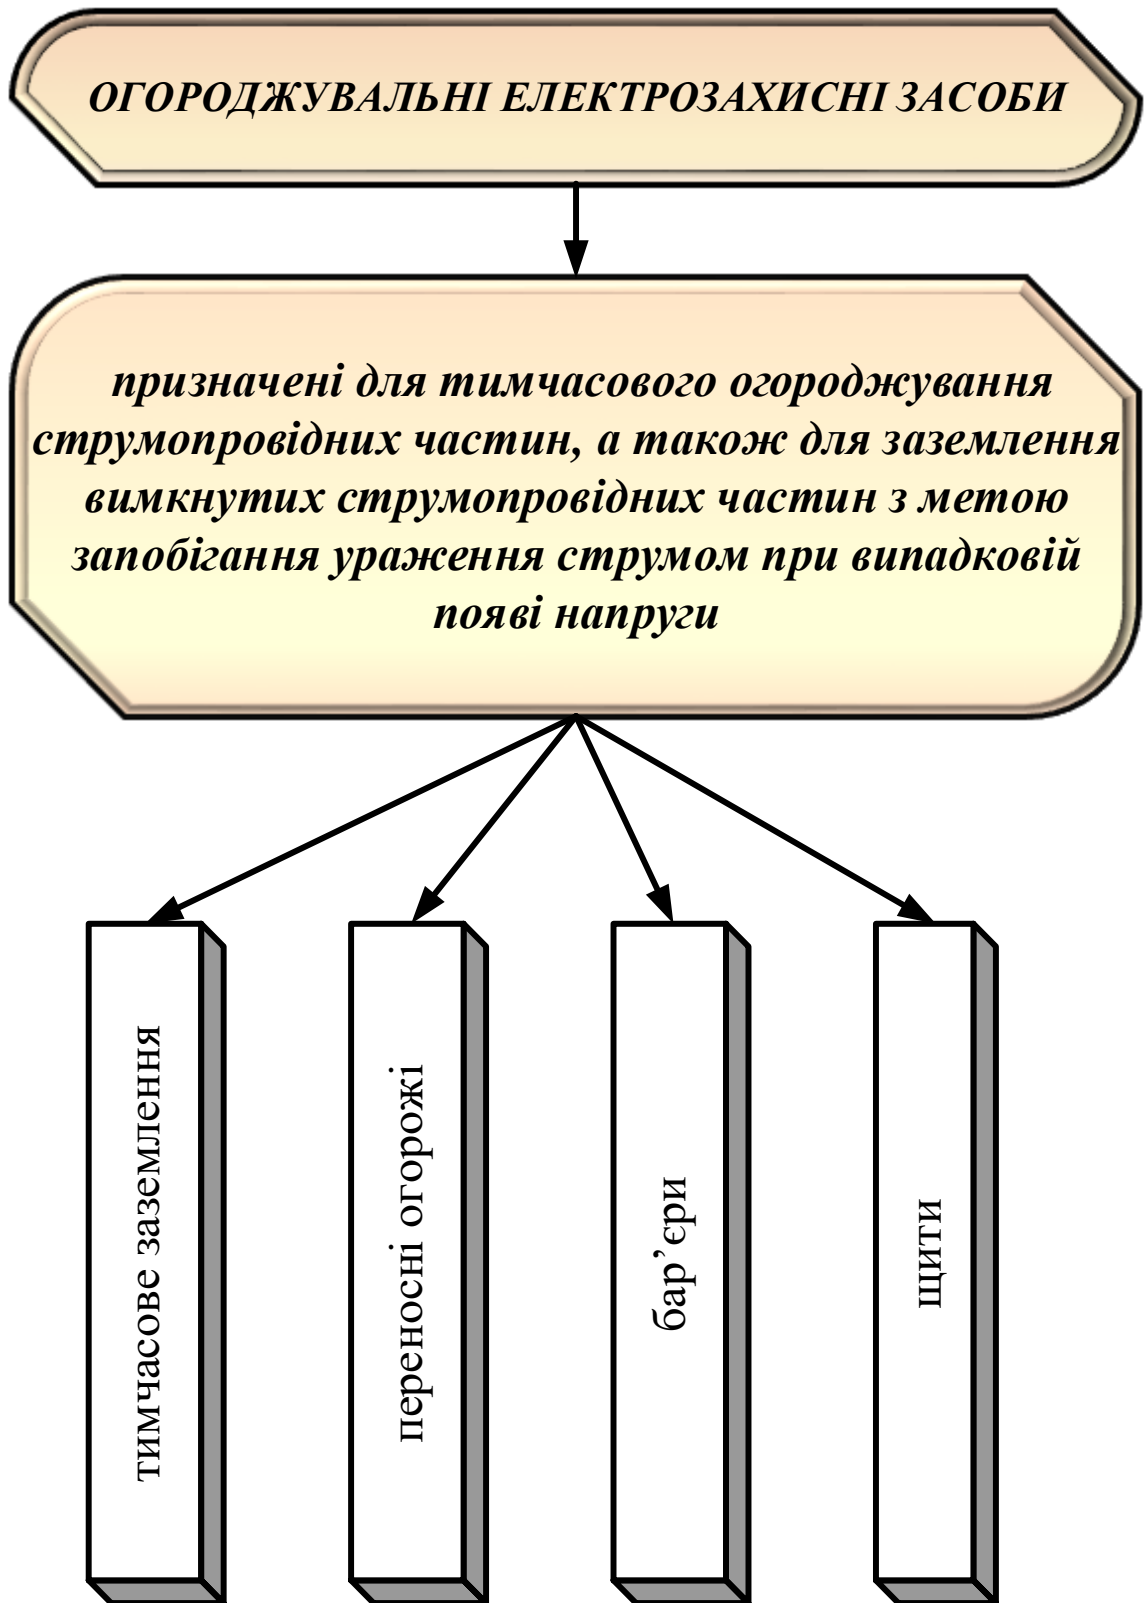 ОГОРОДЖУВАЛЬНІ ЕЛЕКТРОЗАХИСНІ ЗАСОБИ
призначені для тимчасового огороджування
струмопровідних частин, а також для заземлення
вимкнутих струмопровідних частин з метою
запобігання ураження струмом при випадковій
появі напруги
тимчасове заземлення
переносні огорожі
бар’єри
щити